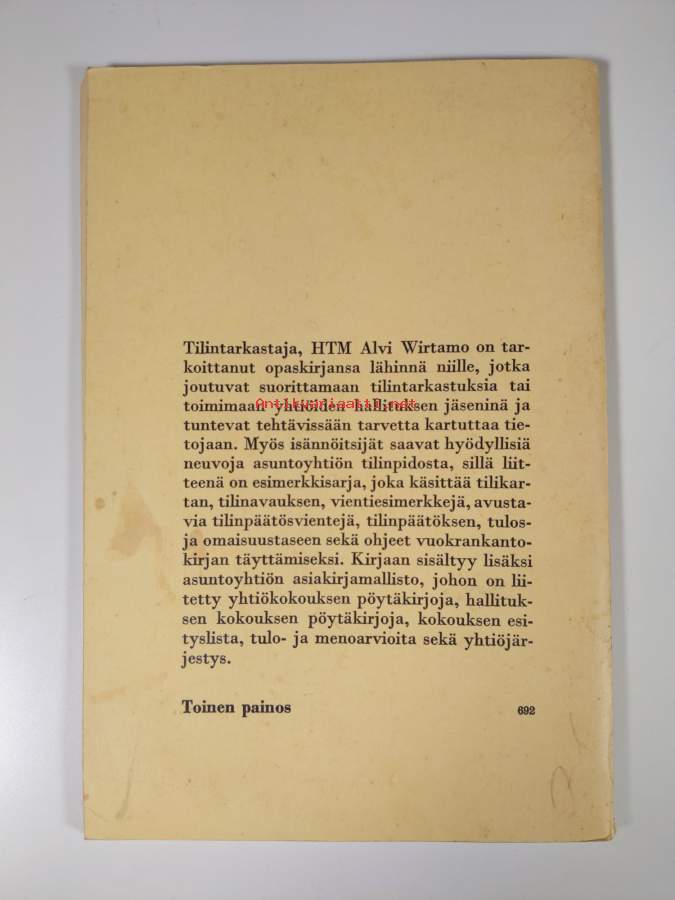 Tilintarkastaja, HTM Alvi Wirtamo on tar-
koittanut opaskirjansa lähinnä niille, jotka
joutuvat suorittamaan tilintarkastuksia tai
toimimaan yhtiöiden hallituksen jäseninä ja
Antikvariaatit.net
tuntevat tehtävissään tarvetta kartuttaa tie-
tojaan. Myös isännöitsijät saavat hyödyllisiä
neuvoja asuntoyhtiön tilinpidosta, sillä liit-
teenä on esimerkkisarja, joka käsittää tilikar-
tan, tilinavauksen, vientiesimerkkejä, avusta-
via tilinpäätösvientejä, tilinpäätöksen, tulos-
ja omaisuustaseen sekä ohjeet vuokrankanto-
kirjan täyttämiseksi. Kirjaan sisältyy lisäksi
asuntoyhtiön asiakirjamallisto, johon on lii-
tetty yhtiökokouksen pöytäkirjoja, hallituk-
sen kokouksen pöytäkirjoja, kokouksen esi-
tyslista, tulo- ja menoarvioita sekä yhtiöjär-
jestys.
Toinen painos
692